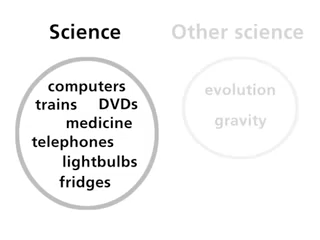 Science
computers
trains DVDs
medicine
telephones
lightbulbs
fridges
Other science
evolution
gravity